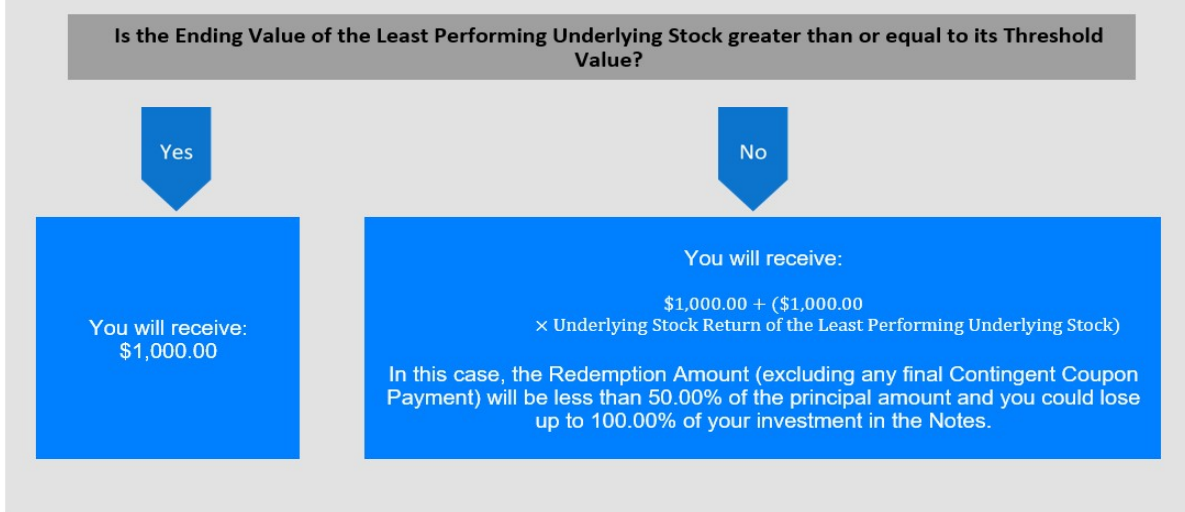 Is the Ending Value of the Least Performing Underlying Stock greater than or equal to its Threshold
Value?
Yes
No
You will receive:
$1,000.00
You will receive:
$1,000.00 + ($1,000.00
× Underlying Stock Return of the Least Performing Underlying Stock)
In this case, the Redemption Amount (excluding any final Contingent Coupon
Payment) will be less than 50.00% of the principal amount and you could lose
up to 100.00% of your investment in the Notes.